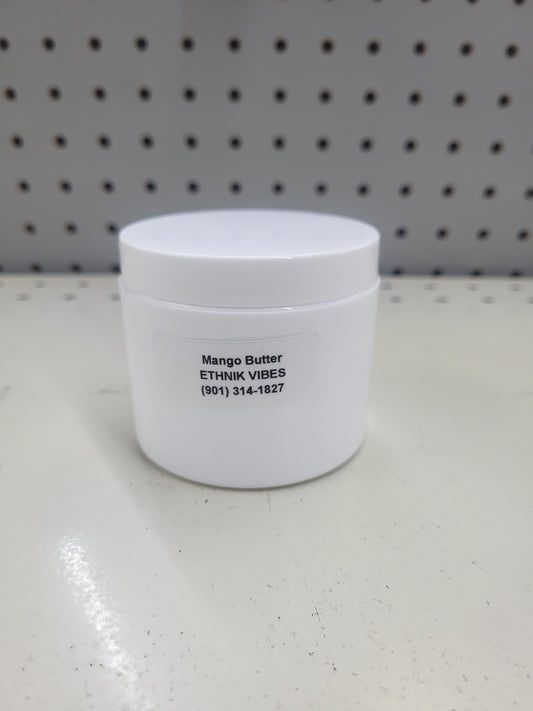 Mango Butter
ETHNIK VIBES
(901) 314-1827